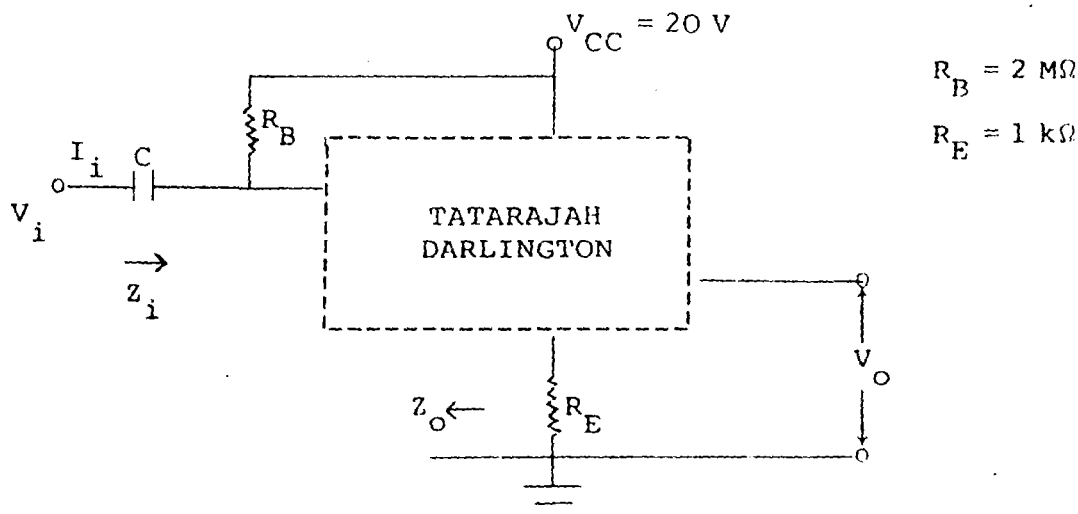 V_CC = 20 V
R_B = 2 MΩ
R_E = 1 kΩ
R_B
I_i
C
V_i
Z_i
TATARAJAH
DARLINGTON
V_O
Z_O
R_E